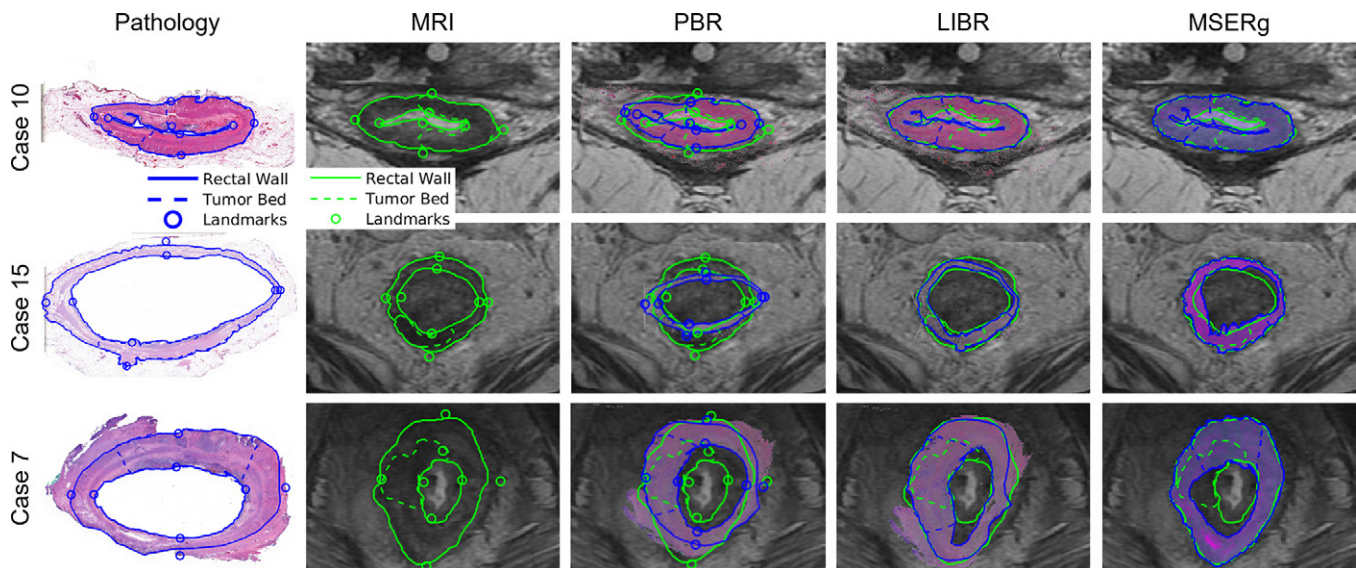 Pathology MRI PBR LIBR MSERg
Case 10
Rectal Wall
Tumor Bed
Landmarks
Rectal Wall
Tumor Bed
Landmarks
Case 15
Case 7